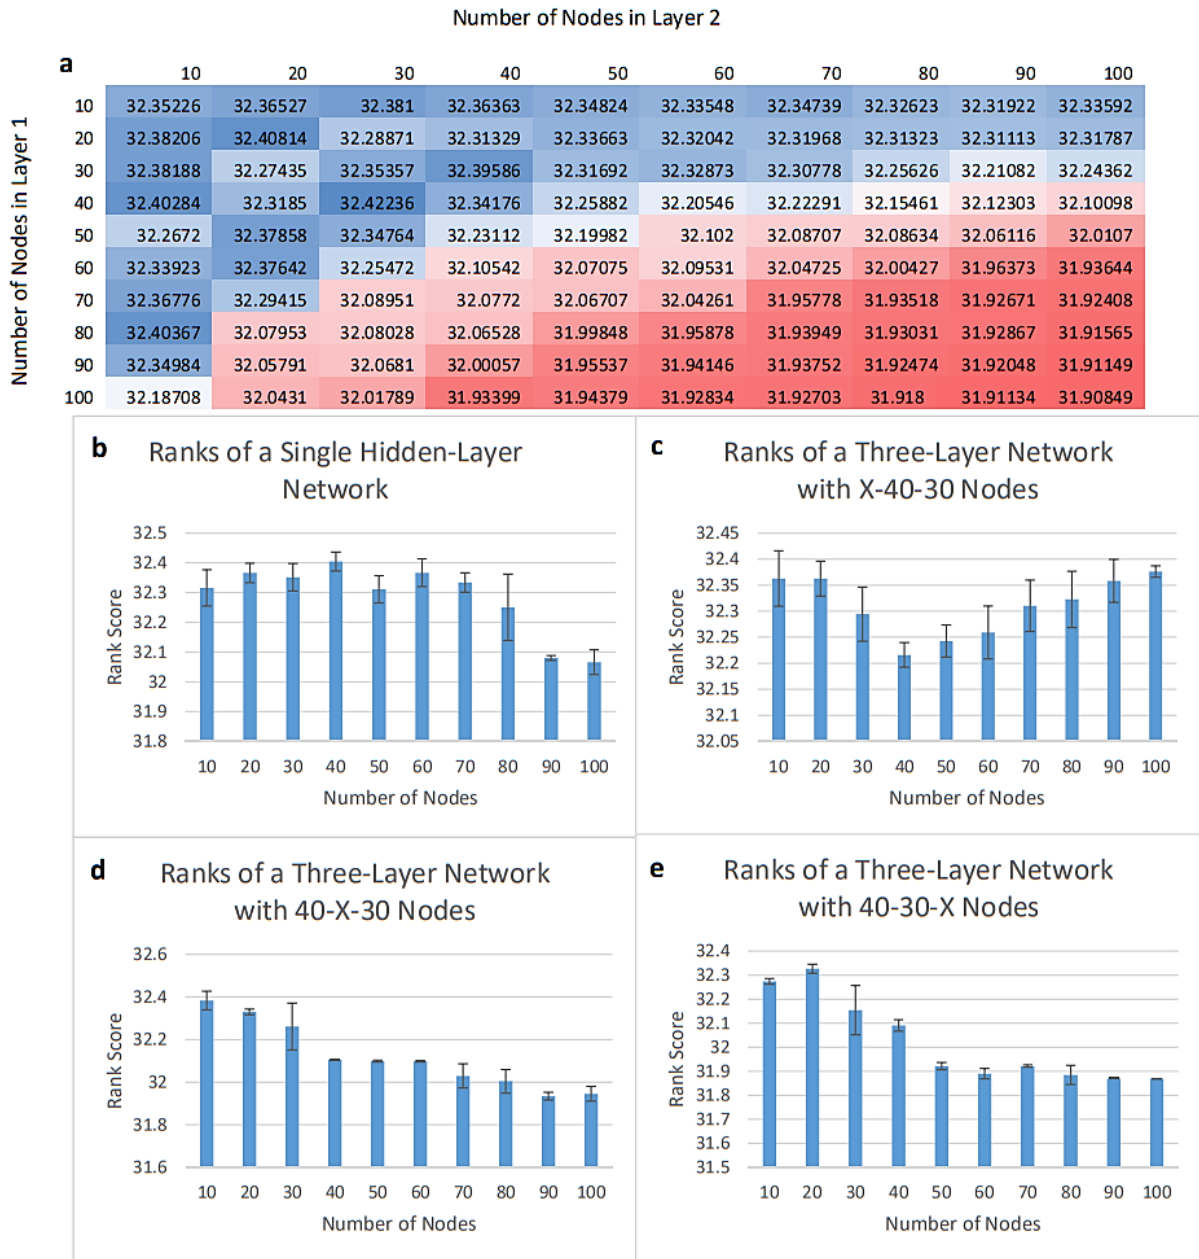 Number of Nodes in Layer 2
a
10 20 30 40 50 60 70 80 90 100
Number of Nodes in Layer 1
10 32.35226 32.36527 32.381 32.36363 32.34824 32.33548 32.34739 32.32623 32.31922 32.33592
20 32.38206 32.40814 32.28871 32.31329 32.33663 32.32042 32.31968 32.31323 32.31113 32.31787
30 32.38188 32.27435 32.35357 32.39586 32.31692 32.32873 32.30778 32.25626 32.21082 32.24362
40 32.40284 32.3185 32.42236 32.34176 32.25882 32.20546 32.22291 32.15461 32.12303 32.10098
50 32.2672 32.37858 32.34764 32.23112 32.19982 32.102 32.08707 32.08634 32.06116 32.0107
60 32.33923 32.37642 32.25472 32.10542 32.07075 32.09531 32.04725 32.00427 31.96373 31.93644
70 32.36776 32.29415 32.08951 32.0772 32.06707 32.04261 31.95778 31.93518 31.92671 31.92408
80 32.40367 32.07953 32.08028 32.06528 31.99848 31.95878 31.93949 31.93031 31.92867 31.91565
90 32.34984 32.05791 32.0681 32.00057 31.95537 31.94146 31.93752 31.92474 31.92048 31.91149
100 32.18708 32.0431 32.01789 31.93399 31.94379 31.92834 31.92703 31.918 31.91134 31.90849
b
Ranks of a Single Hidden-Layer
Network
32.5
32.4
32.3
32.2
32.1
32
31.9
31.8
Rank Score
10 20 30 40 50 60 70 80 90 100
Number of Nodes
c
Ranks of a Three-Layer Network
with X-40-30 Nodes
32.45
32.4
32.35
32.3
32.25
32.2
32.15
32.1
32.05
Rank Score
10 20 30 40 50 60 70 80 90 100
Number of Nodes
d
Ranks of a Three-Layer Network
with 40-X-30 Nodes
32.6
32.4
32.2
32
31.8
31.6
Rank Score
10 20 30 40 50 60 70 80 90 100
Number of Nodes
e
Ranks of a Three-Layer Network
with 40-30-X Nodes
32.4
32.3
32.2
32.1
32
31.9
31.8
31.7
31.6
31.5
Rank Score
10 20 30 40 50 60 70 80 90 100
Number of Nodes